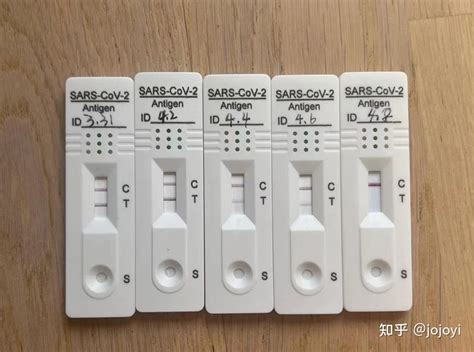 SARS-CoV-2
Antigen
ID 3.31
C
T
S
SARS-CoV-2
Antigen
ID 4.2
C
T
S
SARS-CoV-2
Antigen
ID 4.4
C
T
S
SARS-CoV-2
Antigen
ID 4.6
C
T
S
SARS-CoV-2
Antigen
ID 4.8
C
T
S
知乎 @jojoyi